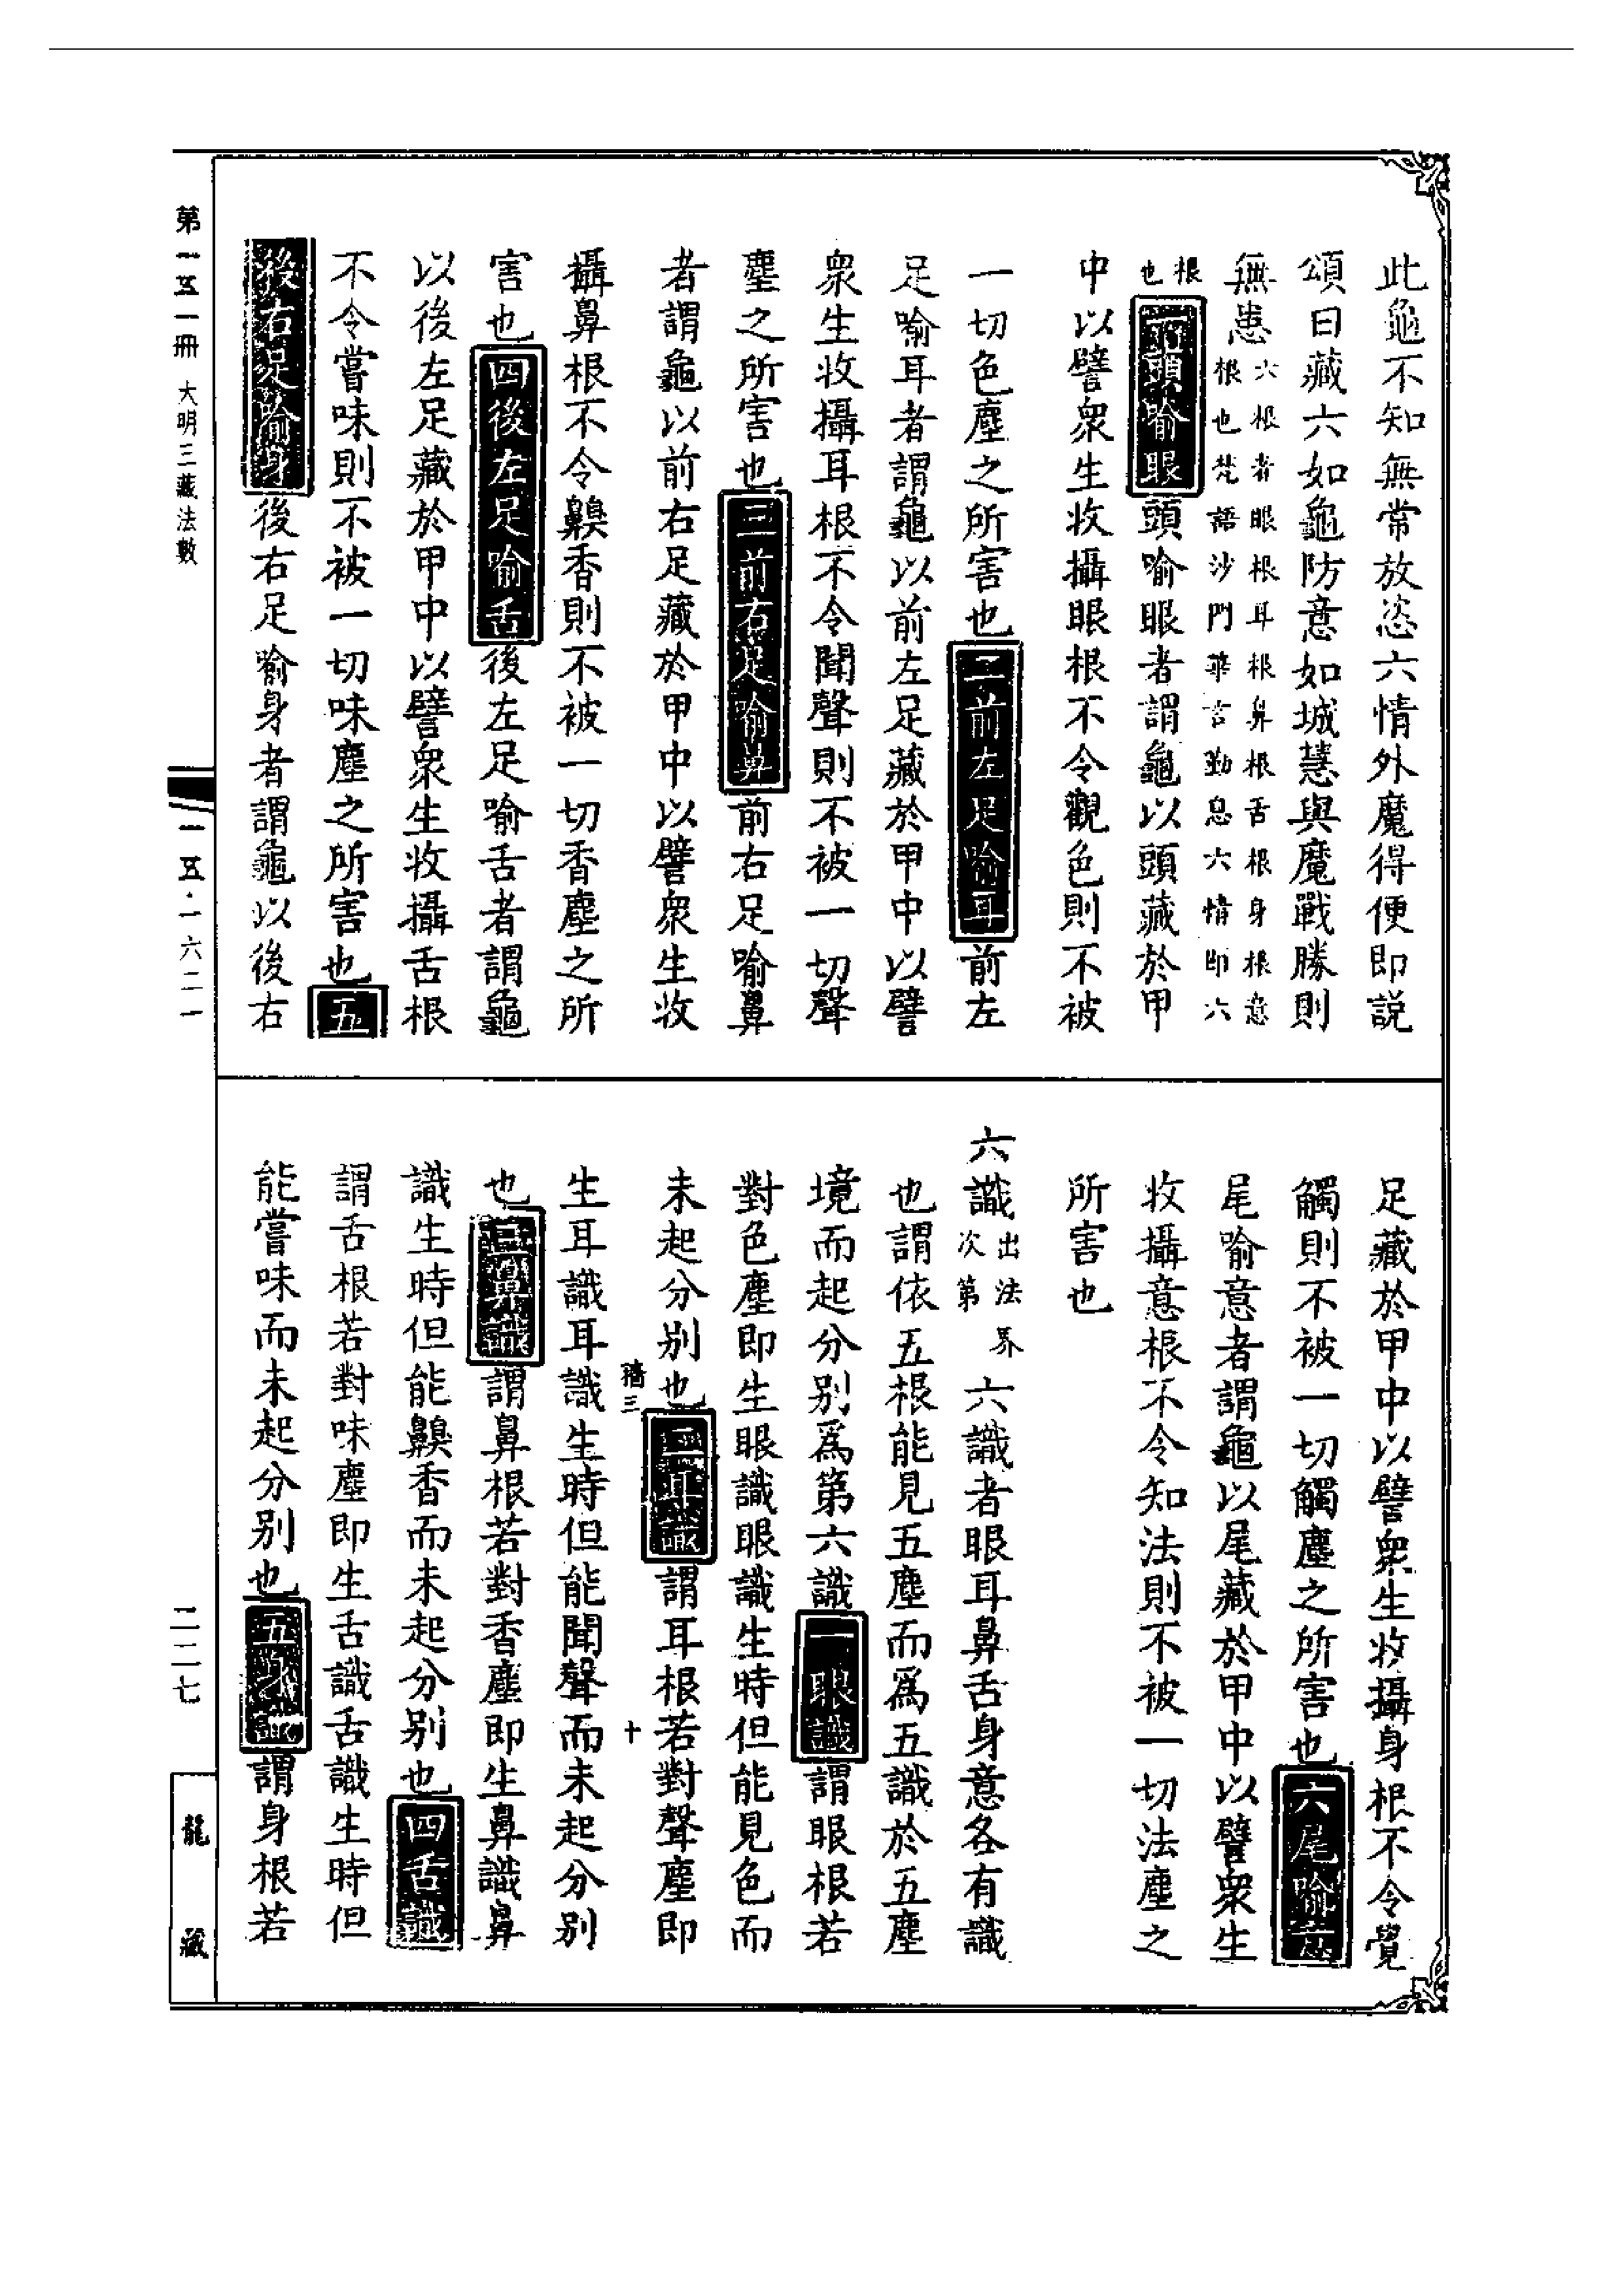 此龜不知無常放恣六情外魔得便即説
頌曰藏六如龜防意如城慧與魔戰勝則
無患六根者眼根耳根鼻根舌根身根意
根也梵語沙門華言勤息六情即六
根
也一頭喻眼頭喻眼者謂龜以頭藏於甲
中以譬衆生收攝眼根不令觀色則不被
一切色塵之所害也二前左足喻耳前左
足喻耳者謂龜以前左足藏於甲中以譬
衆生收攝耳根不令聞聲則不被一切聲
塵之所害也三前右足喻鼻前右足喻鼻
者謂龜以前右足藏於甲中以譬衆生收
攝鼻根不令齅香則不被一切香塵之所
害也四後左足喻舌後左足喻舌者謂龜
以後左足藏於甲中以譬衆生收攝舌根
不令嘗味則不被一切味塵之所害也五
後右足喻身後右足喻身者謂龜以後右
足藏於甲中以譬衆生收攝身根不令覺
觸則不被一切觸塵之所害也六尾喻意
尾喻意者謂龜以尾藏於甲中以譬衆生
收攝意根不令知法則不被一切法塵之
所害也
六識出法界
次第
六識者眼耳鼻舌身意各有識
也謂依五根能見五塵而爲五識於五塵
境而起分别爲第六識一眼識謂眼根若
對色塵即生眼識眼識生時但能見色而
未起分别也二耳識謂耳根若對聲塵即
三 十
生耳識耳識生時但能聞聲而未起分别
也三鼻識謂鼻根若對香塵即生鼻識鼻
識生時但能齅香而未起分别也四舌識
謂舌根若對味塵即生舌識舌識生時但
能嘗味而未起分别也五身識謂身根若
第一五一冊 大明三藏法數
一五·一六二一
二二七
龍藏